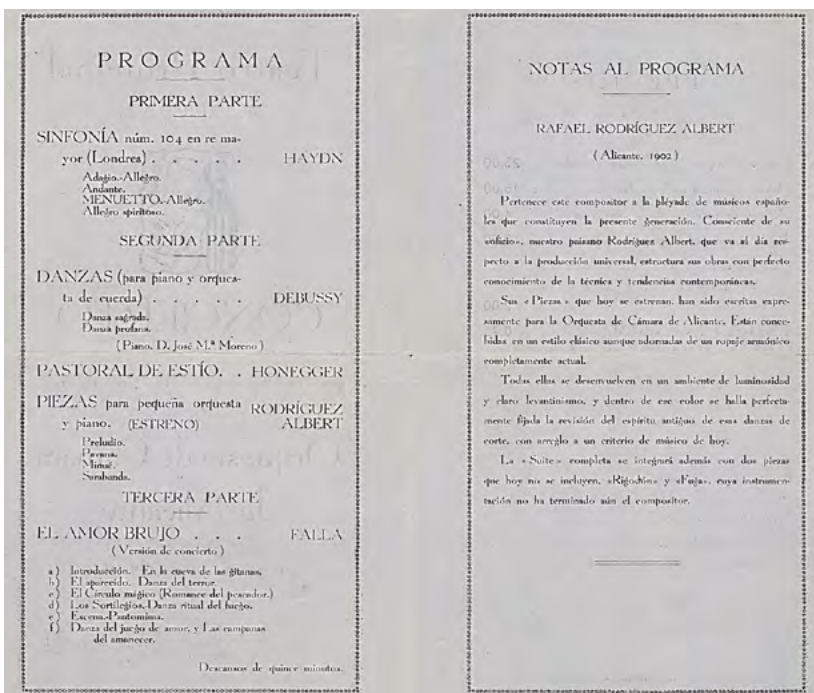 PROGRAMA
PRIMERA PARTE
SINFONÍA núm. 104 en re ma-
yor (Londres) . . . . . HAYDN
Adagio.-Allegro.
Andante.
MENUETTO.-Allegro.
Allegro spiritoso.
SEGUNDA PARTE
DANZAS (para piano y orques-
ta de cuerda) . . . . . DEBUSSY
Danza sagrada.
Danza profana.
(Piano, D. José M.ª Moreno)
PASTORAL DE ESTÍO. . HONEGGER
PIEZAS para pequeña orquesta RODRÍGUEZ
y piano. (ESTRENO) ALBERT
Preludio.
Pavana.
Minué.
Sarabanda.
TERCERA PARTE
EL AMOR BRUJO . . . FALLA
(Versión de concierto)
a) Introducción. En la cueva de las gitanas.
b) El aparecido. Danza del terror.
c) El Círculo mágico (Romance del pescador.)
d) Los Sortilegios.-Danza ritual del fuego.
e) Escena.-Pantomima.
f) Danza del juego de amor, y Las campanas
del amanecer.
Descansos de quince minutos.
NOTAS AL PROGRAMA
RAFAEL RODRÍGUEZ ALBERT
(Alicante, 1902)
Pertenece este compositor a la pléyade de músicos españo-
les que constituyen la presente generación. Consciente de su
«oficio», nuestro paisano Rodríguez Albert, que va al día res-
pecto a la producción universal, estructura sus obras con perfecto
conocimiento de la técnica y tendencias contemporáneas.
Sus «Piezas» que hoy se estrenan, han sido escritas expre-
samente para la Orquesta de Cámara de Alicante. Están conce-
bidas en un estilo clásico aunque adornadas de un ropaje armónico
completamente actual.
Todas ellas se desenvuelven en un ambiente de luminosidad
y claro levantinismo, y dentro de ese color se halla perfecta-
mente fijada la revisión del espíritu antiguo de esas danzas de
corte, con arreglo a un criterio de músico de hoy.
La «Suite» completa se integrará además con dos piezas
que hoy no se incluyen, «Rigodón» y «Fuga», cuya instrumen-
tación no ha terminado aún el compositor.